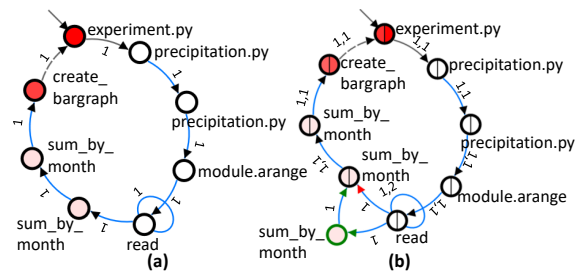 experiment.py
1
precipitation.py
1
1
create_
bargraph
1
precipitation.py
1
1
sum_by_
month
module.arange
1
1
1
1
sum_by_
month
read
(a)
experiment.py
1,1
1,1
precipitation.py
create_
bargraph
1,1
1,1
precipitation.py
sum_by_
month
1,1
1,1
sum_by_
month
module.arange
1,2
1,1
1
1
sum_by_
month
read
(b)